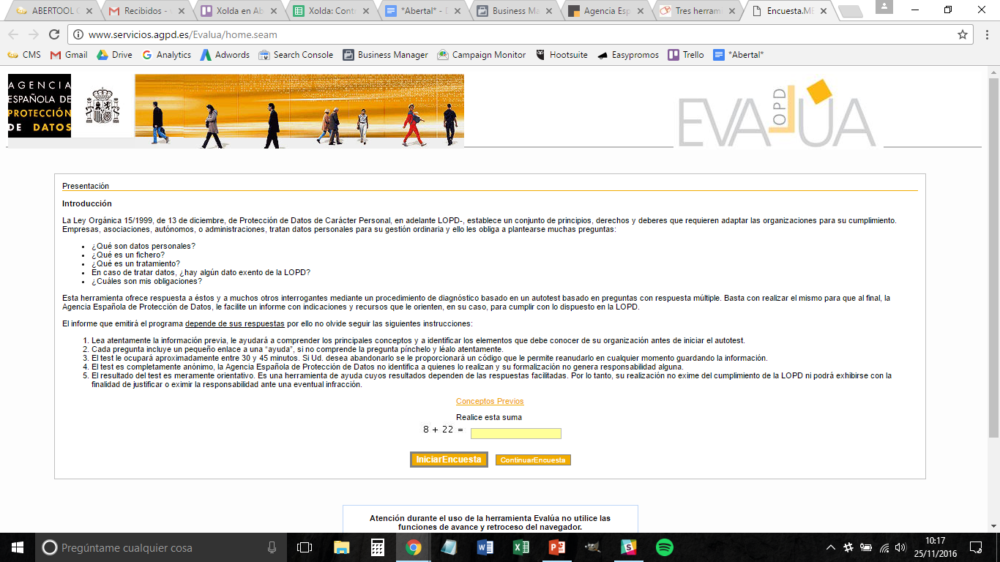 ABERTOOL C
Recibidos -
Xolda en Ab
Xolda: Cont
*Abertal* - D
Business Ma
Agencia Esp
Tres herram
Encuesta.ME
www.servicios.agpd.es/Evalua/home.seam
CMS
Gmail
Drive
Analytics
Adwords
Search Console
Business Manager
Campaign Monitor
Hootsuite
Easypromos
Trello
*Abertal*
AGENCIA
ESPAÑOLA DE
PROTECCIÓN
DE DATOS
EVALÚA
LOPD
Presentación
Introducción
La Ley Orgánica 15/1999, de 13 de diciembre, de Protección de Datos de Carácter Personal, en adelante LOPD-, establece un conjunto de principios, derechos y deberes que requieren adaptar las organizaciones para su cumplimiento.
Empresas, asociaciones, autónomos, o administraciones, tratan datos personales para su gestión ordinaria y ello les obliga a plantearse muchas preguntas:
• ¿Qué son datos personales?
• ¿Qué es un fichero?
• ¿Qué es un tratamiento?
• En caso de tratar datos, ¿hay algún dato exento de la LOPD?
• ¿Cuáles son mis obligaciones?
Esta herramienta ofrece respuesta a éstos y a muchos otros interrogantes mediante un procedimiento de diagnóstico basado en un autotest basado en preguntas con respuesta múltiple. Basta con realizar el mismo para que al final, la
Agencia Española de Protección de Datos, le facilite un informe con indicaciones y recursos que le orienten, en su caso, para cumplir con lo dispuesto en la LOPD.
El informe que emitirá el programa depende de sus respuestas por ello no olvide seguir las siguientes instrucciones:
1. Lea atentamente la información previa, le ayudará a comprender los principales conceptos y a identificar los elementos que debe conocer de su organización antes de iniciar el autotest.
2. Cada pregunta incluye un pequeño enlace a una “ayuda”, si no comprende la pregunta pínchelo y léalo atentamente.
3. El test le ocupará aproximadamente entre 30 y 45 minutos. Si Ud. desea abandonarlo se le proporcionará un código que le permite reanudarlo en cualquier momento guardando la información.
4. El test es completamente anónimo, la Agencia Española de Protección de Datos no identifica a quienes lo realizan y su formalización no genera responsabilidad alguna.
5. El resultado del test es meramente orientativo. Es una herramienta de ayuda cuyos resultados dependen de las respuestas facilitadas. Por lo tanto, su realización no exime del cumplimiento de la LOPD ni podrá exhibirse con la
finalidad de justificar o eximir la responsabilidad ante una eventual infracción.
Conceptos Previos
Realice esta suma
8 + 22 =
IniciarEncuesta
ContinuarEncuesta
Atención durante el uso de la herramienta Evalúa no utilice las
funciones de avance y retroceso del navegador.
Pregúntame cualquier cosa
10:17
25/11/2016